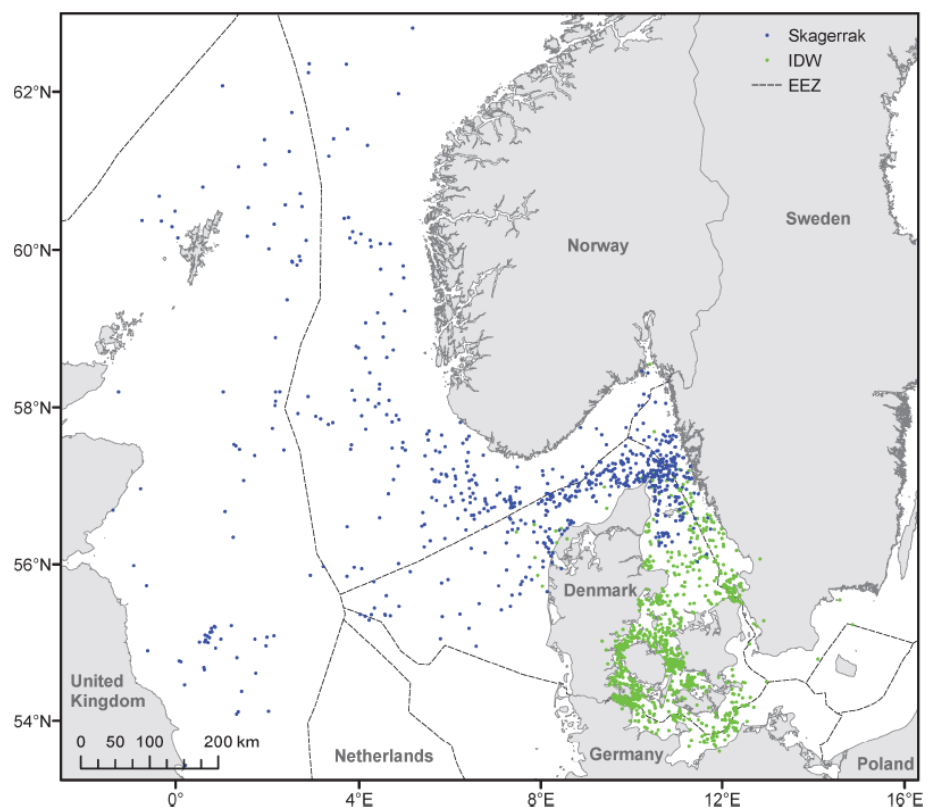 Skagerrak
IDW
EEZ
62°N
60°N
58°N
56°N
54°N
Norway
Sweden
Denmark
United
Kingdom
Netherlands
Germany
Poland
0 50 100 200 km
0° 4°E 8°E 12°E 16°E